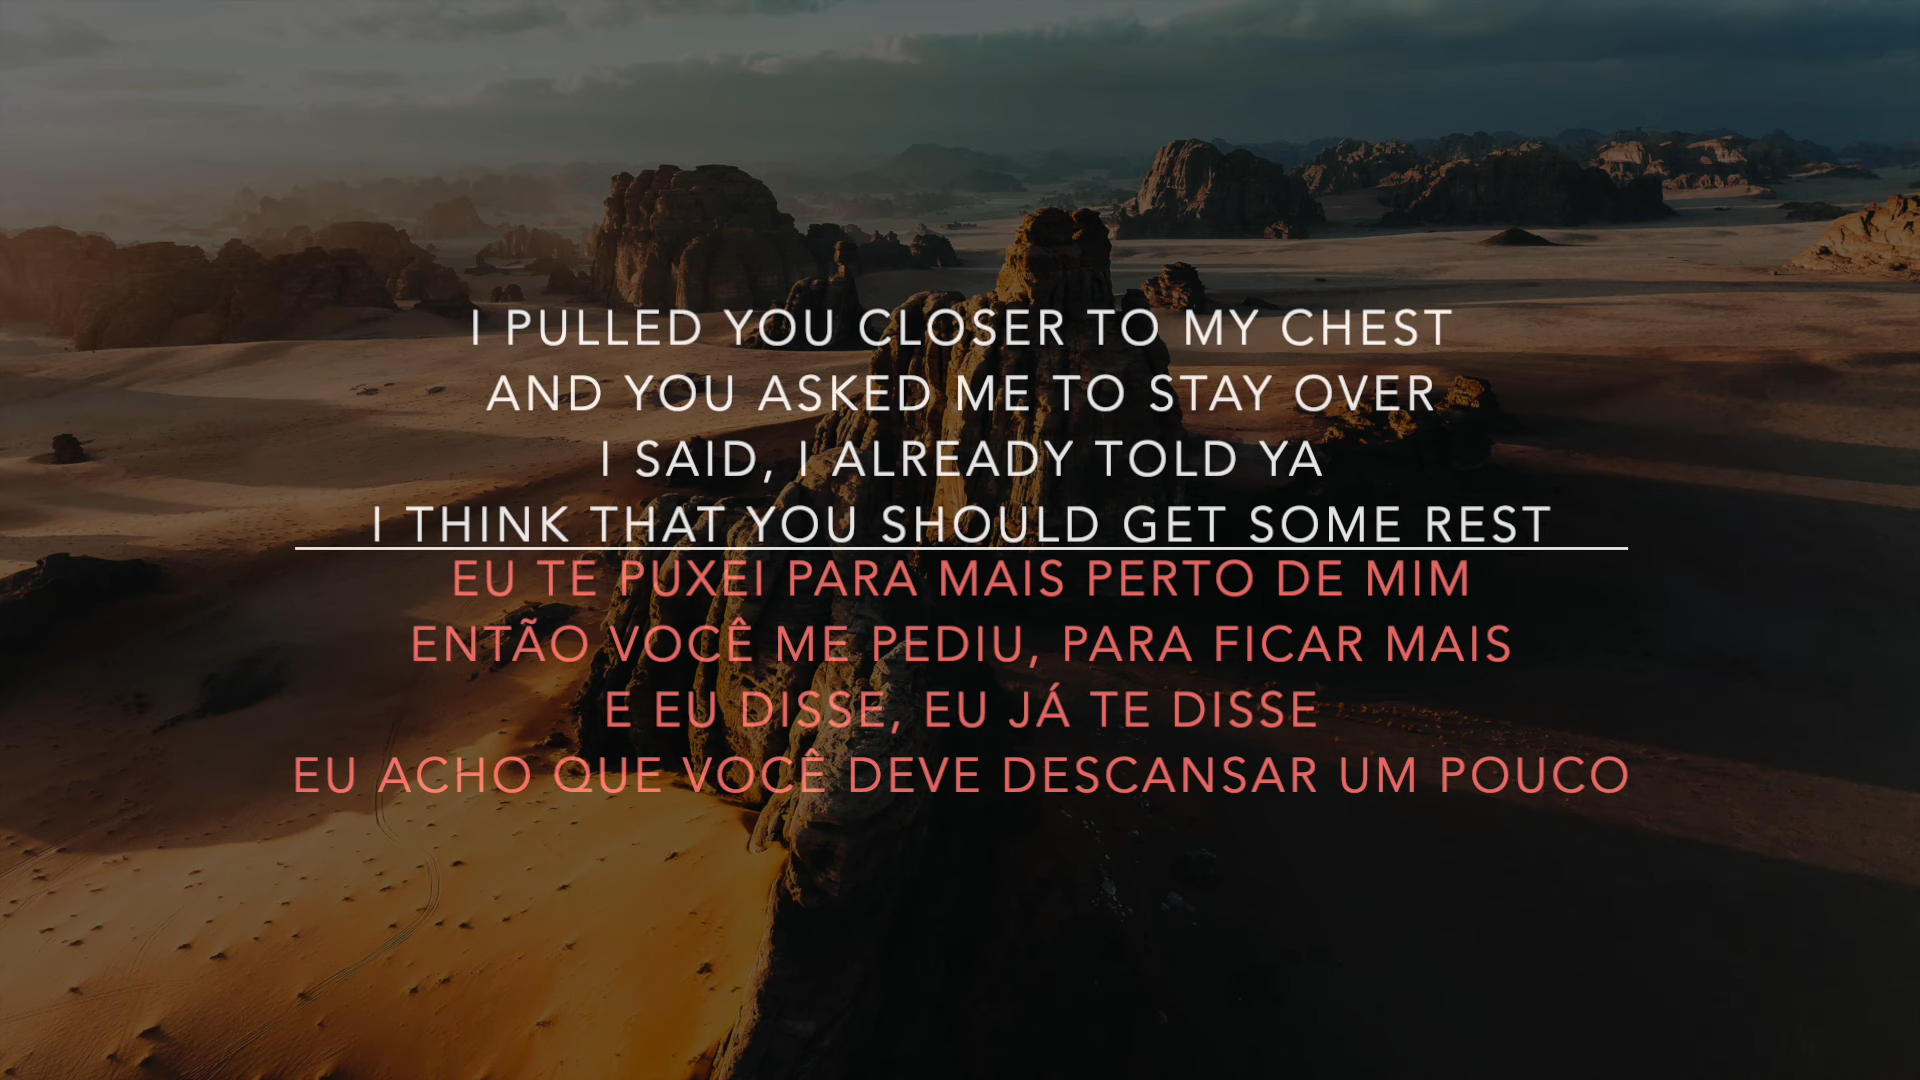 I PULLED YOU CLOSER TO MY CHEST
AND YOU ASKED ME TO STAY OVER
I SAID, I ALREADY TOLD YA
I THINK THAT YOU SHOULD GET SOME REST
EU TE PUXEI PARA MAIS PERTO DE MIM
ENTÃO VOCÊ ME PEDIU, PARA FICAR MAIS
E EU DISSE, EU JÁ TE DISSE
EU ACHO QUE VOCÊ DEVE DESCANSAR UM POUCO